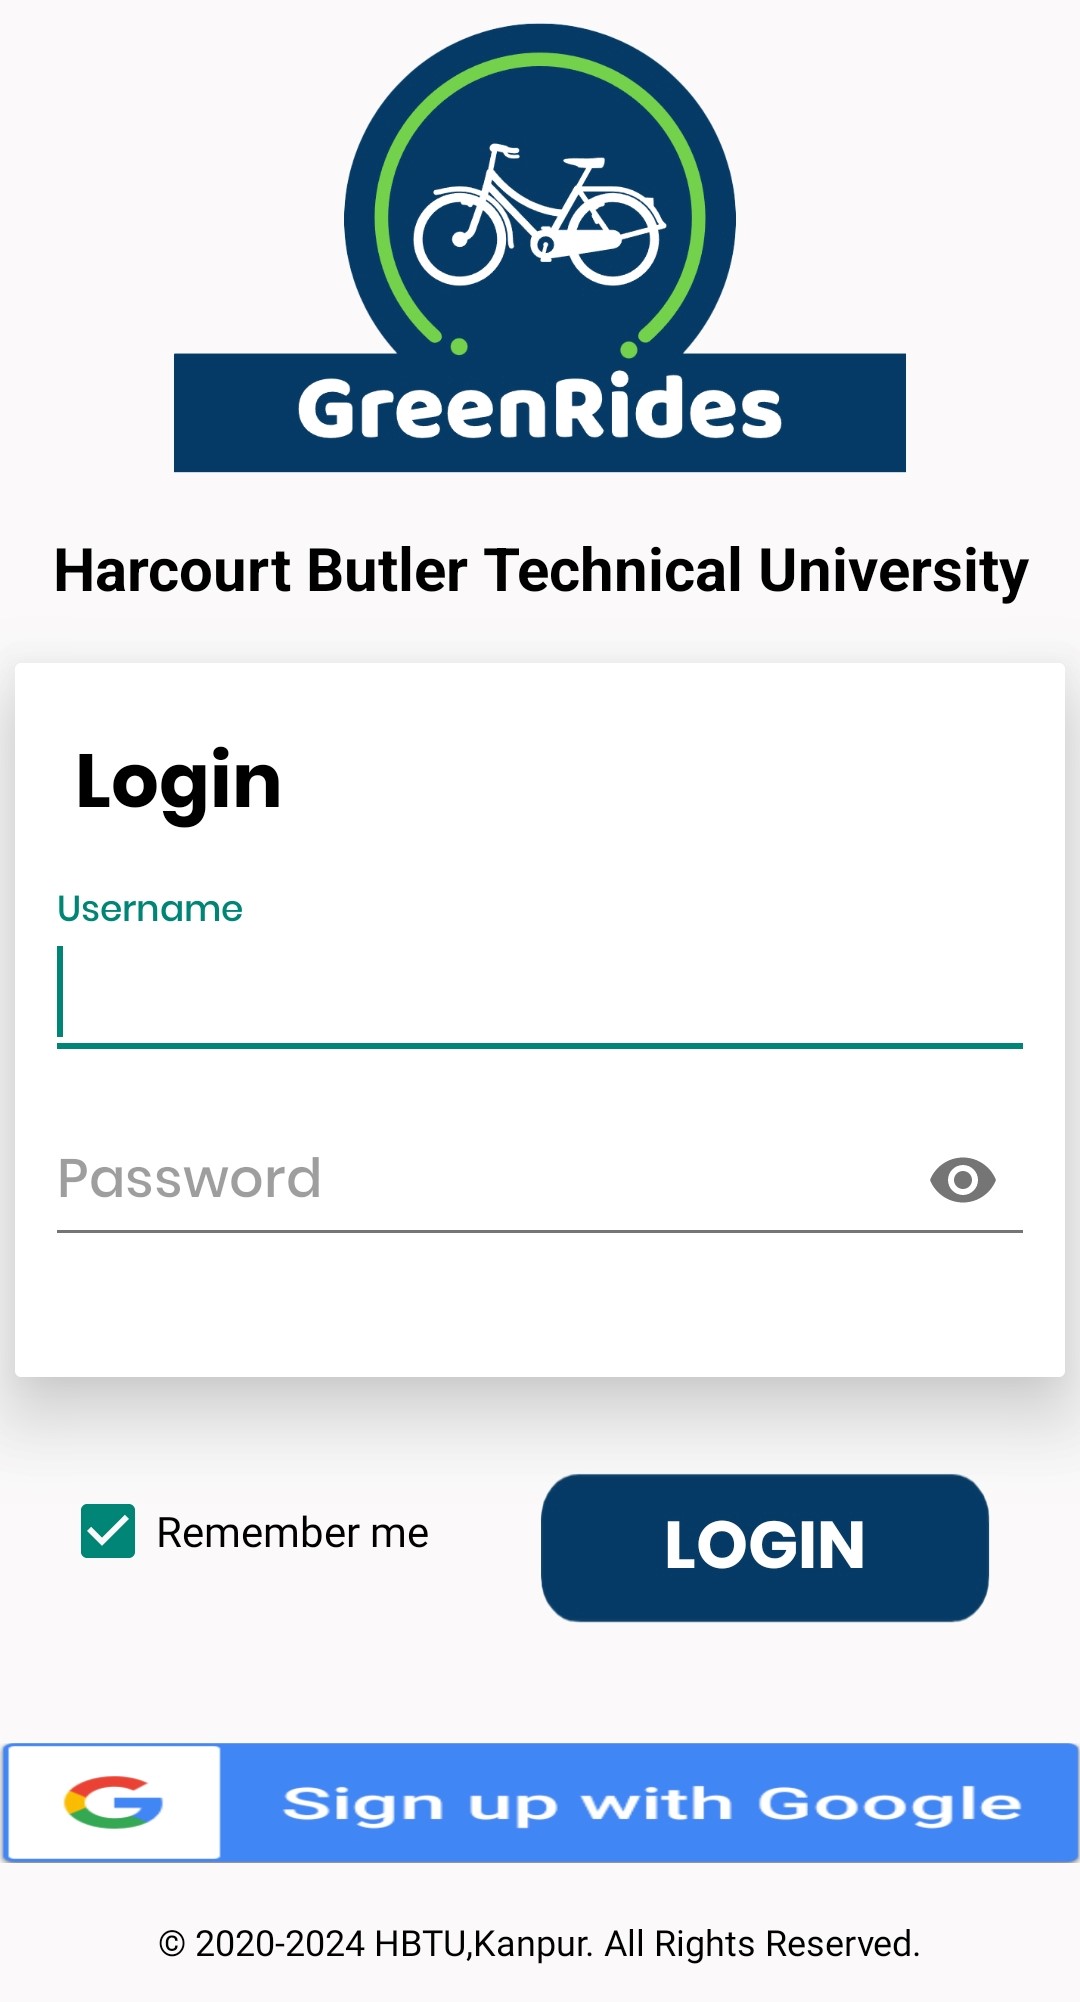 GreenRides
Harcourt Butler Technical University
Login
Username
Password
Remember me
LOGIN
Sign up with Google
© 2020-2024 HBTU,Kanpur. All Rights Reserved.